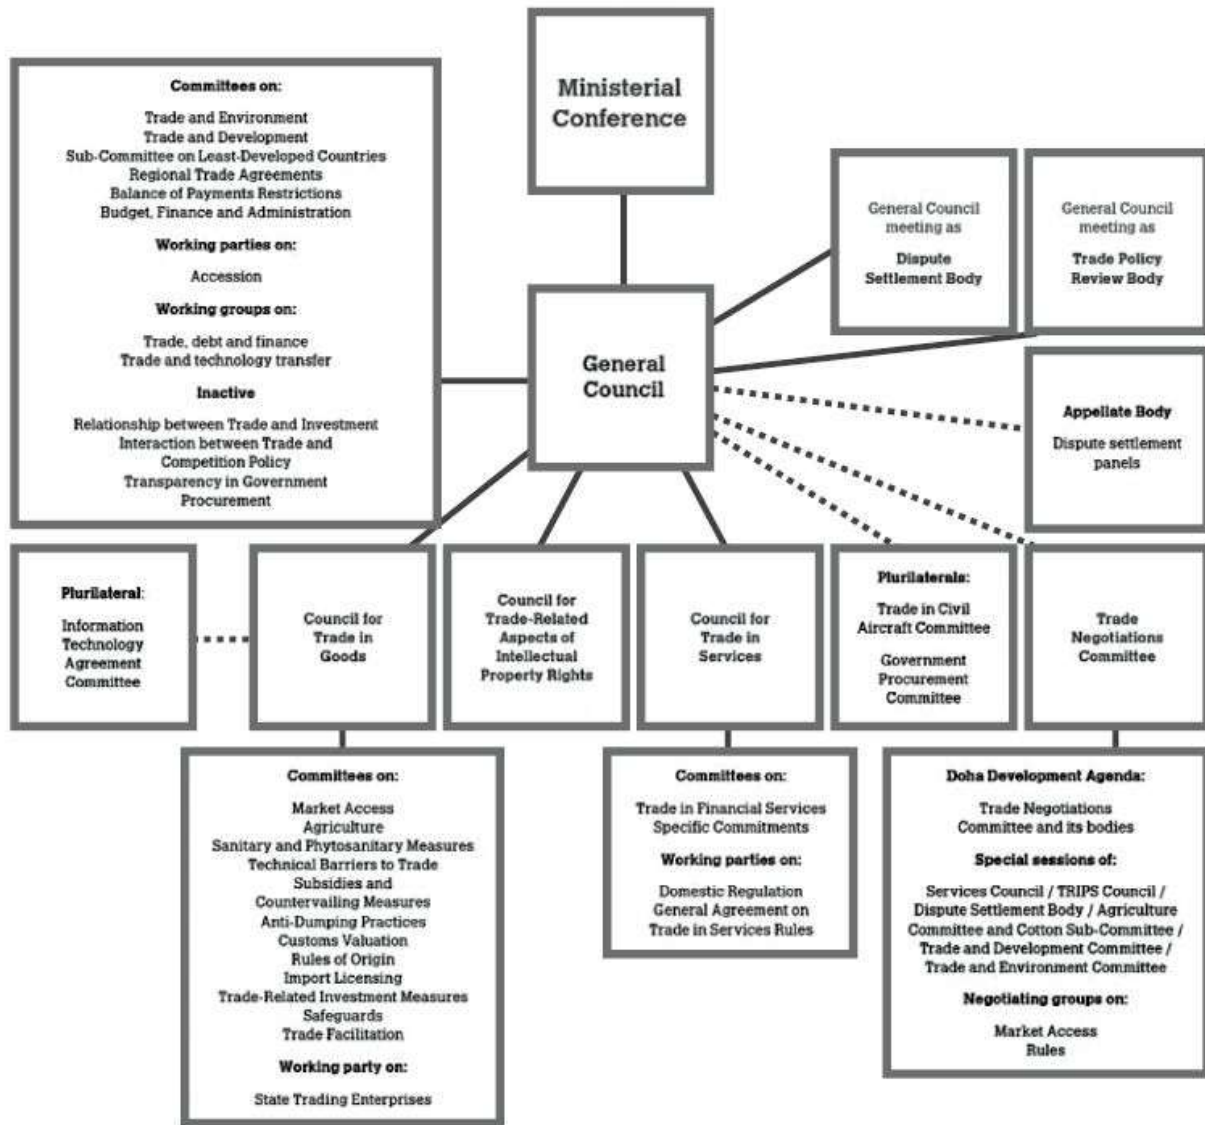 Ministerial
Conference
Committees on:
Trade and Environment
Trade and Development
Sub-Committee on Least-Developed Countries
Regional Trade Agreements
Balance of Payments Restrictions
Budget, Finance and Administration
Working parties on:
Accession
Working groups on:
Trade, debt and finance
Trade and technology transfer
Inactive
Relationship between Trade and Investment
Interaction between Trade and
Competition Policy
Transparency in Government
Procurement
General
Council
General Council
meeting as
Dispute
Settlement Body
General Council
meeting as
Trade Policy
Review Body
Appellate Body
Dispute settlement
panels
Plurilateral:
Information
Technology
Agreement
Committee
Council for
Trade in
Goods
Council for
Trade-Related
Aspects of
Intellectual
Property Rights
Council for
Trade in
Services
Plurilaterals:
Trade in Civil
Aircraft Committee
Government
Procurement
Committee
Trade
Negotiations
Committee
Committees on:
Market Access
Agriculture
Sanitary and Phytosanitary Measures
Technical Barriers to Trade
Subsidies and
Countervailing Measures
Anti-Dumping Practices
Customs Valuation
Rules of Origin
Import Licensing
Trade-Related Investment Measures
Safeguards
Trade Facilitation
Working party on:
State Trading Enterprises
Committees on:
Trade in Financial Services
Specific Commitments
Working parties on:
Domestic Regulation
General Agreement on
Trade in Services Rules
Doha Development Agenda:
Trade Negotiations
Committee and its bodies
Special sessions of:
Services Council / TRIPS Council /
Dispute Settlement Body / Agriculture
Committee and Cotton Sub-Committee /
Trade and Development Committee /
Trade and Environment Committee
Negotiating groups on:
Market Access
Rules